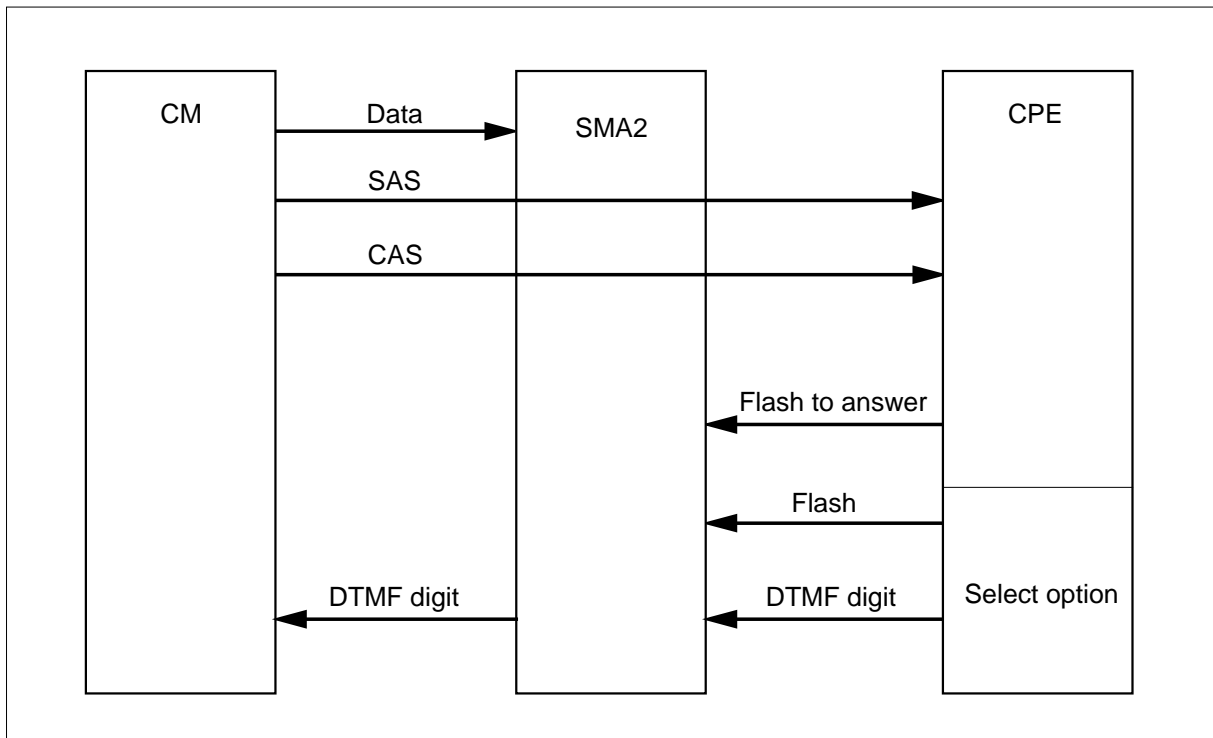 CM
Data
SMA2
CPE
SAS
CAS
Flash to answer
Flash
DTMF digit
DTMF digit
Select option